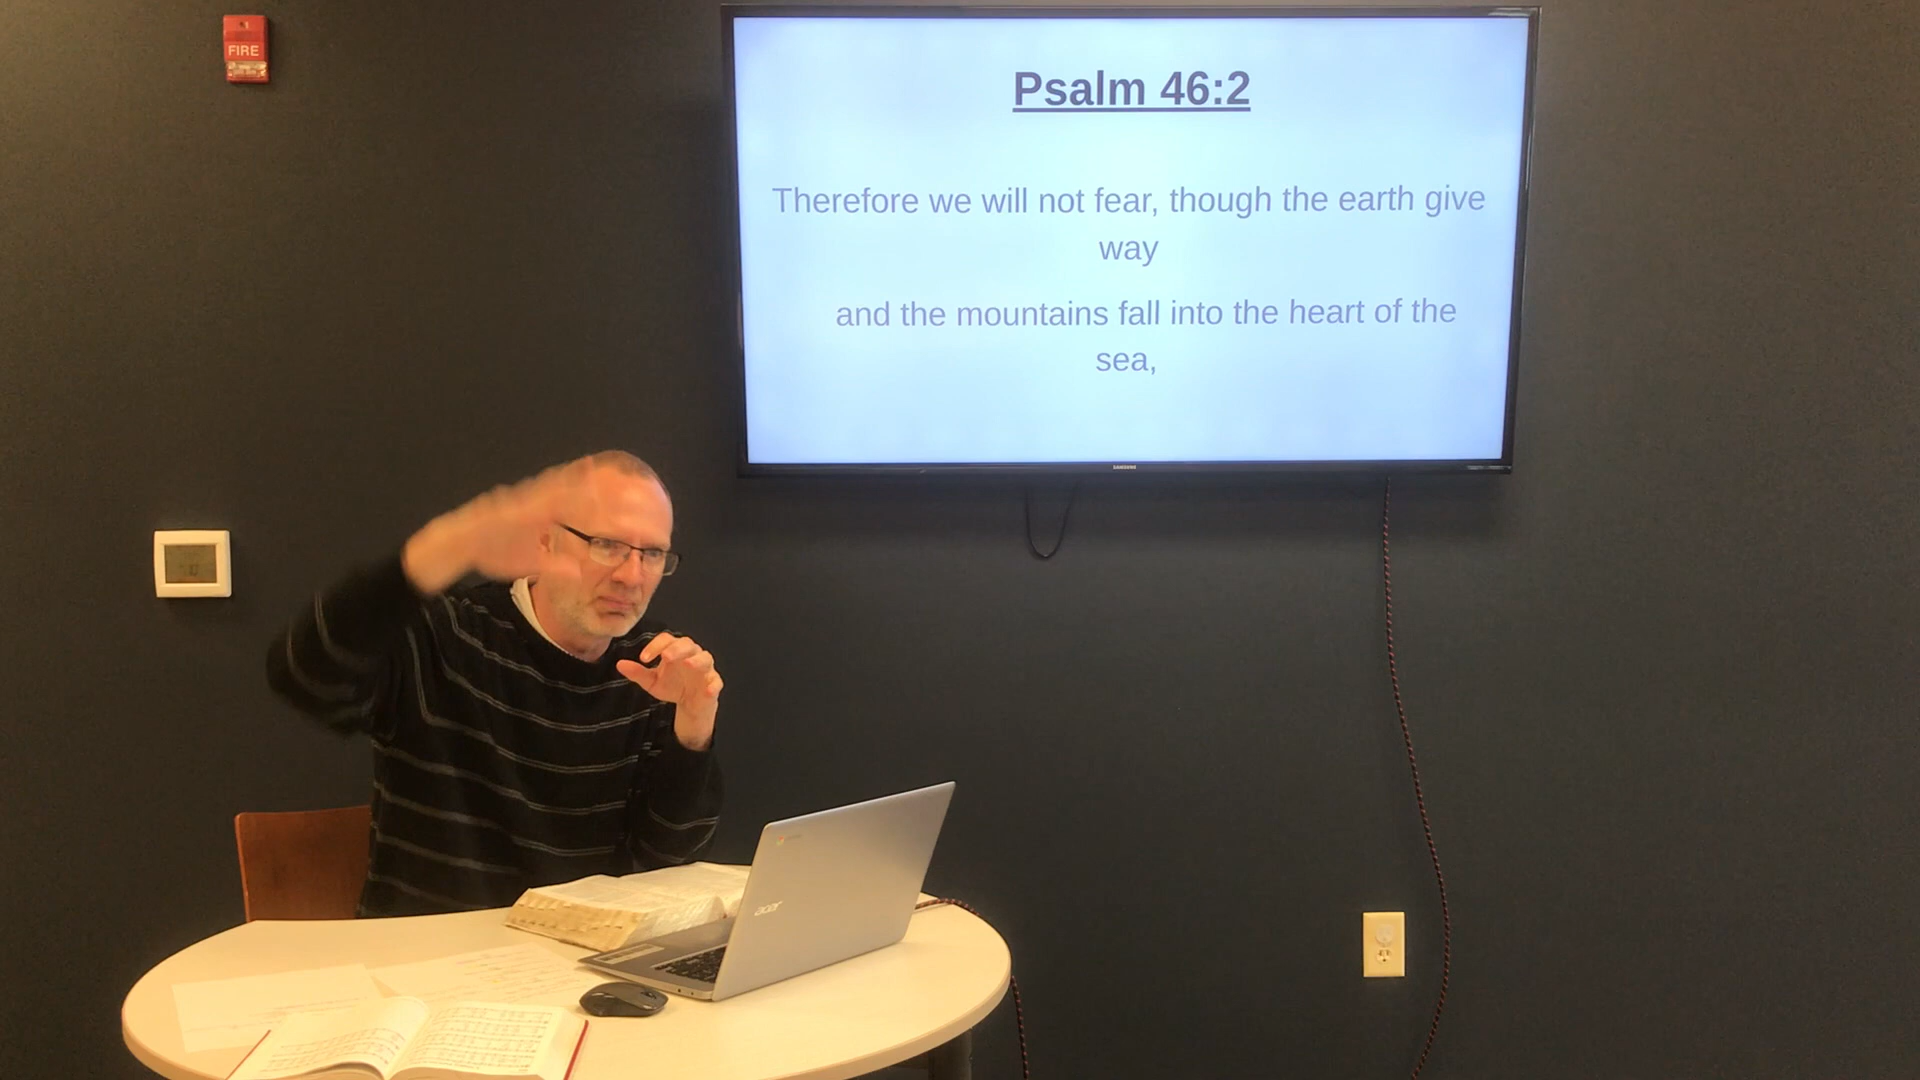 FIRE
Psalm 46:2
Therefore we will not fear, though the earth give
way
and the mountains fall into the heart of the
sea,
SAMSUNG
acer